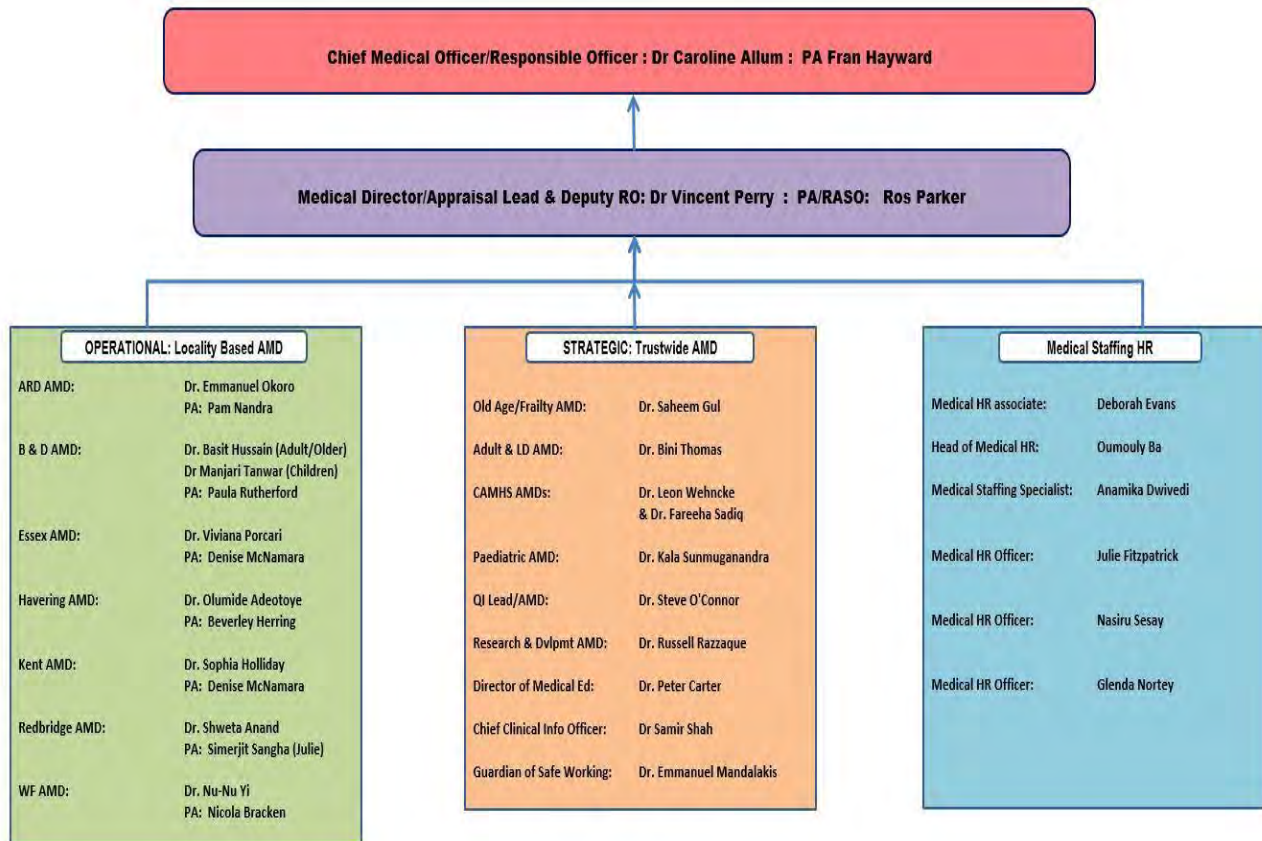 Chief Medical Officer/Responsible Officer : Dr Caroline Allum : PA Fran Hayward
Medical Director/Appraisal Lead & Deputy RO: Dr Vincent Perry : PA/RASO: Ros Parker
OPERATIONAL: Locality Based AMD
ARD AMD: Dr. Emmanuel Okoro
PA: Pam Nandra
B & D AMD: Dr. Basit Hussain (Adult/Older)
Dr Manjari Tanwar (Children)
PA: Paula Rutherford
Essex AMD: Dr. Viviana Porcari
PA: Denise McNamara
Havering AMD: Dr. Olumide Adeotoye
PA: Beverley Herring
Kent AMD: Dr. Sophia Holliday
PA: Denise McNamara
Redbridge AMD: Dr. Shweta Anand
PA: Simerjit Sangha (Julie)
WF AMD: Dr. Nu-Nu Yi
PA: Nicola Bracken
STRATEGIC: Trustwide AMD
Old Age/Frailty AMD: Dr. Saheem Gul
Adult & LD AMD: Dr. Bini Thomas
CAMHS AMDs: Dr. Leon Wehncke
& Dr. Fareeha Sadiq
Paediatric AMD: Dr. Kala Sunmuganandra
QI Lead/AMD: Dr. Steve O'Connor
Research & Dvlpmt AMD: Dr. Russell Razzaque
Director of Medical Ed: Dr. Peter Carter
Chief Clinical Info Officer: Dr Samir Shah
Guardian of Safe Working: Dr. Emmanuel Mandalakis
Medical Staffing HR
Medical HR associate: Deborah Evans
Head of Medical HR: Oumouly Ba
Medical Staffing Specialist: Anamika Dwivedi
Medical HR Officer: Julie Fitzpatrick
Medical HR Officer: Nasiru Sesay
Medical HR Officer: Glenda Nortey